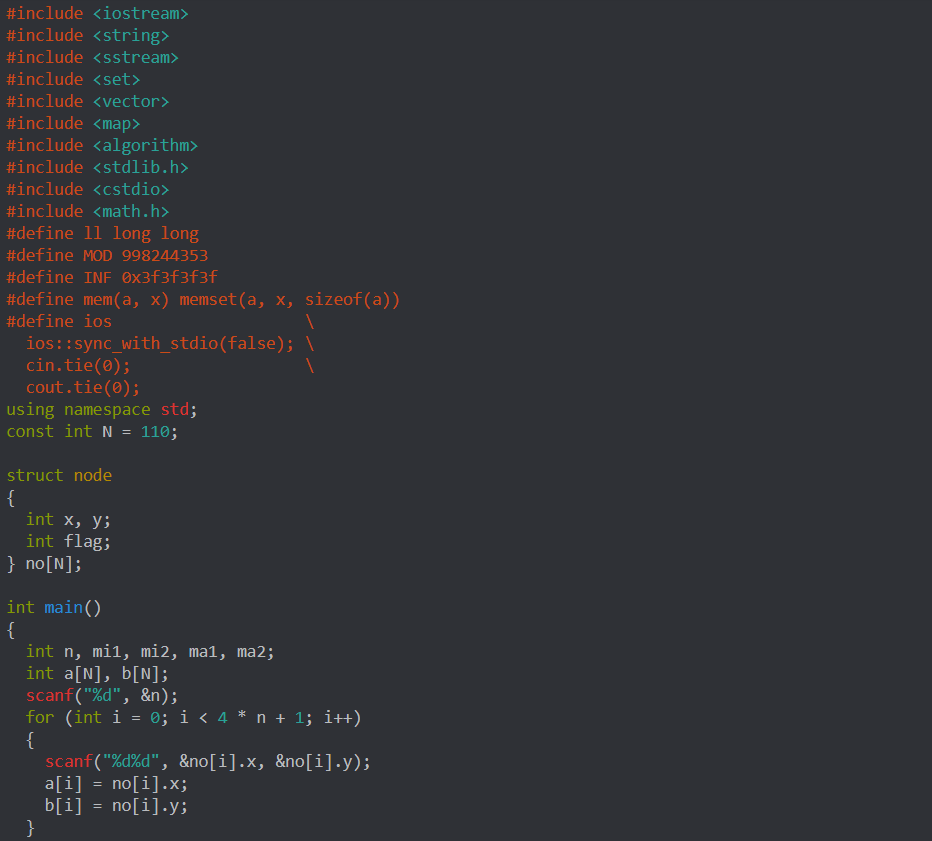 #include <iostream>
#include <string>
#include <sstream>
#include <set>
#include <vector>
#include <map>
#include <algorithm>
#include <stdlib.h>
#include <cstdio>
#include <math.h>
#define ll long long
#define MOD 998244353
#define INF 0x3f3f3f3f
#define mem(a, x) memset(a, x, sizeof(a))
#define ios                    \
  ios::sync_with_stdio(false); \
  cin.tie(0);                  \
  cout.tie(0);
using namespace std;
const int N = 110;

struct node
{
  int x, y;
  int flag;
} no[N];

int main()
{
  int n, mi1, mi2, ma1, ma2;
  int a[N], b[N];
  scanf("%d", &n);
  for (int i = 0; i < 4 * n + 1; i++)
  {
    scanf("%d%d", &no[i].x, &no[i].y);
    a[i] = no[i].x;
    b[i] = no[i].y;
  }